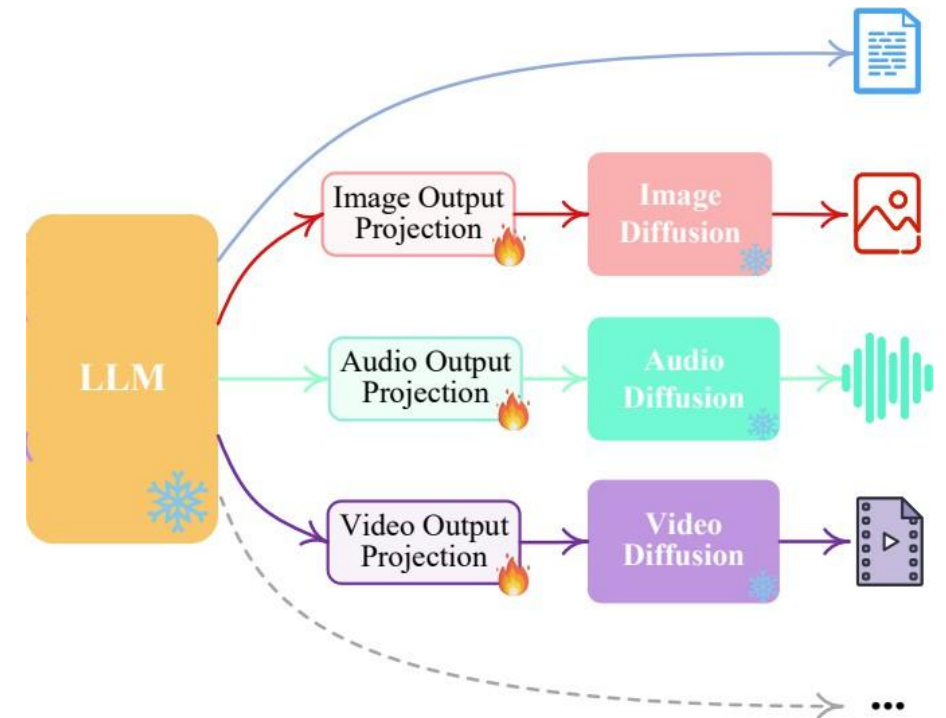 Image Output
Projection
Image
Diffusion
LLM
Audio Output
Projection
Audio
Diffusion
Video Output
Projection
Video
Diffusion
...